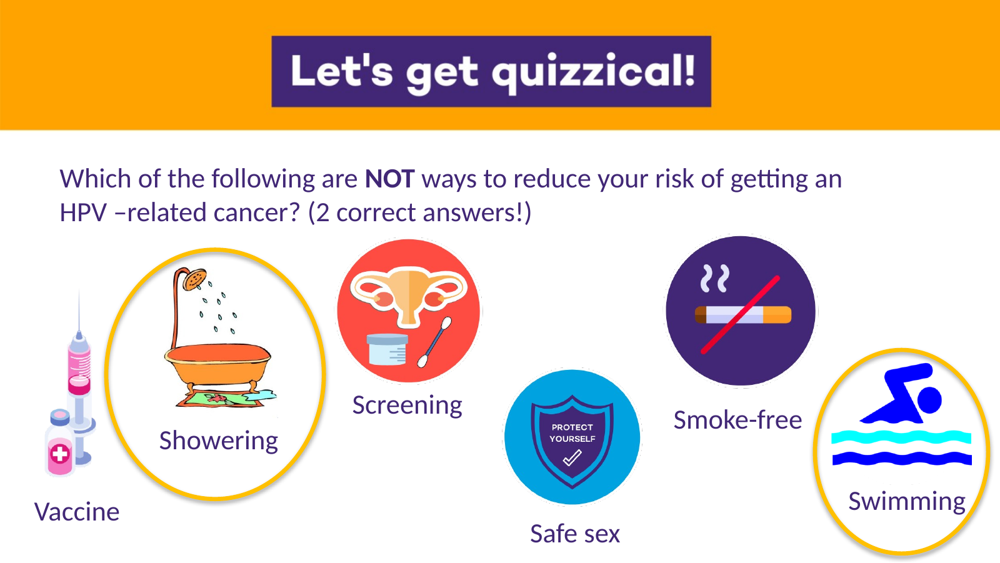 Let's get quizzical!
Which of the following are NOT ways to reduce your risk of getting an
HPV –related cancer? (2 correct answers!)
Vaccine
Showering
Screening
PROTECT
YOURSELF
Safe sex
Smoke-free
Swimming